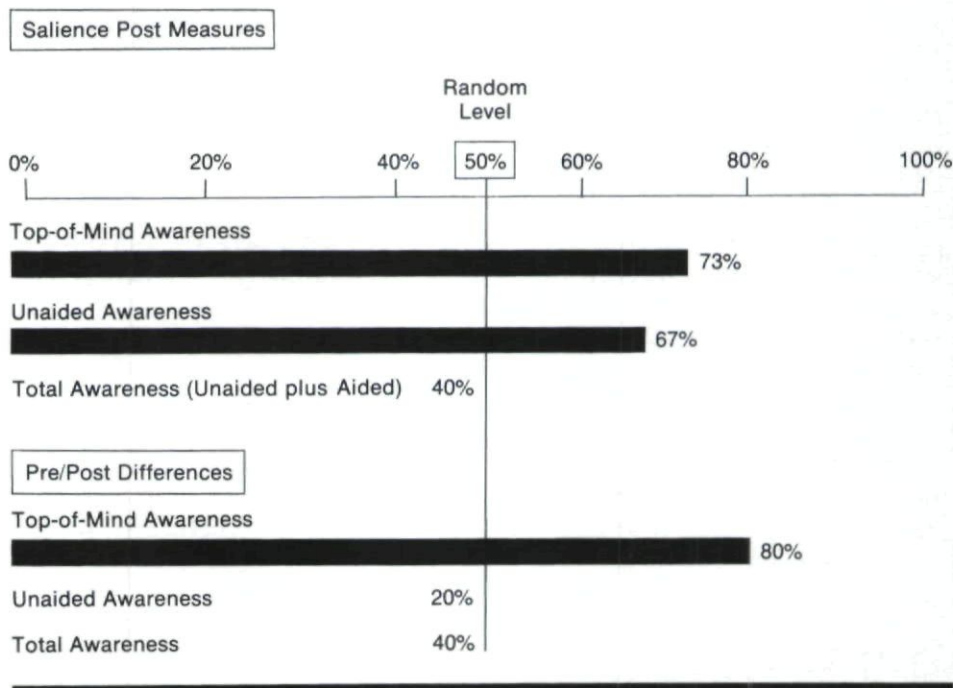 Salience Post Measures
Random
Level
0% 20% 40% 50% 60% 80% 100%
Top-of-Mind Awareness
73%
Unaided Awareness
67%
Total Awareness (Unaided plus Aided) 40%
Pre/Post Differences
Top-of-Mind Awareness
80%
Unaided Awareness 20%
Total Awareness 40%